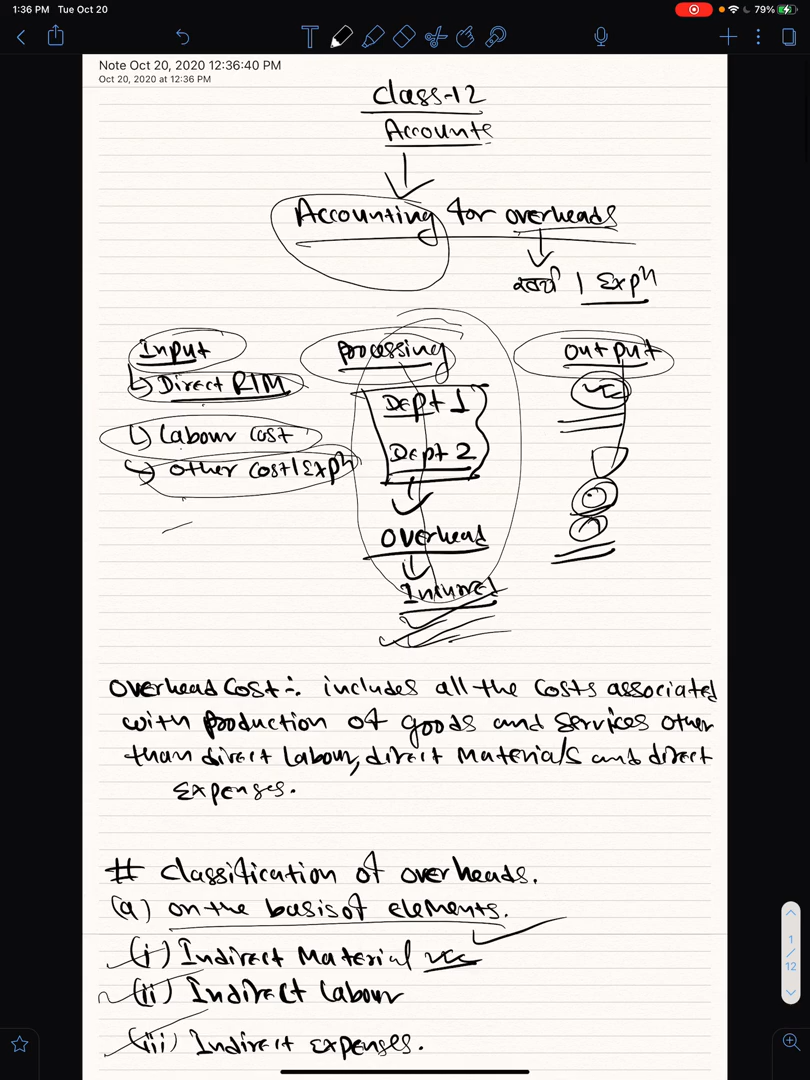 1:36 PM Tue Oct 20
79%
Note Oct 20, 2020 12:36:40 PM
Oct 20, 2020 at 12:36 PM
Class-12
Accounts
Accounting for overheads
खर्च | Expⁿ
Input Processing Output
Direct RIM Dept 1
Labour Cost Dept 2
other Cost/Expⁿ
Overhead
Incurred
Overhead Cost:- includes all the costs associated
with production of goods and services other
than direct Labour, direct Materials and direct
Expenses.
# Classification of overheads.
(a) on the basis of elements.
(i) Indirect Material
(ii) Indirect Labour
(iii) Indirect expenses.
1
/
12